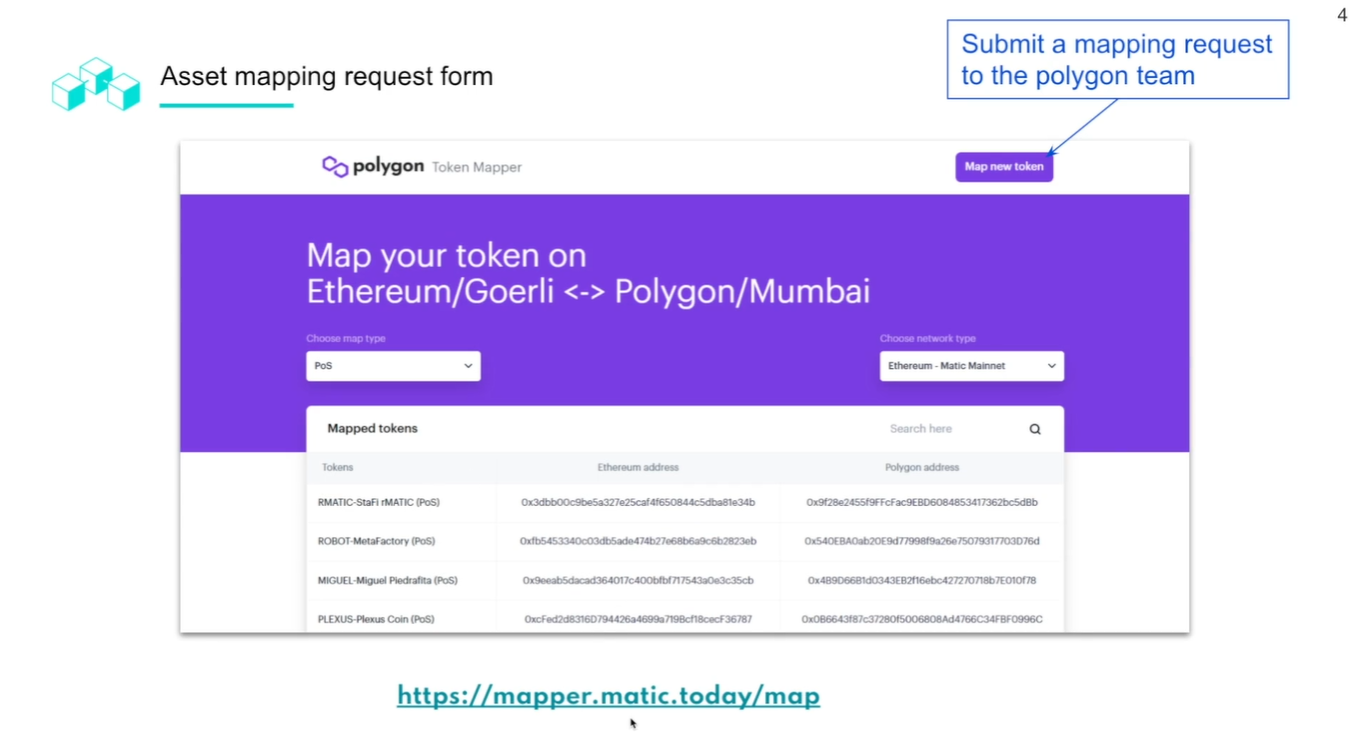 4
Submit a mapping request
to the polygon team
Asset mapping request form
polygon Token Mapper
Map new token
Map your token on
Ethereum/Goerli <-> Polygon/Mumbai
Choose map type
Choose network type
PoS
Ethereum - Matic Mainnet
Mapped tokens
Search here
Tokens Ethereum address Polygon address
RMATIC-StaFi rMATIC (PoS) 0x3dbb00c9be5a327e25caf4f650844c5dba81e34b 0x9f28e2455f9FFcFac9EBD6084853417362bc5dBb
ROBOT-MetaFactory (PoS) 0xfb5453340c03db5ade474b27e68b6a9c6b2823eb 0x540EBA0ab20E9d77998f9a26e75079317703D76d
MIGUEL-Miguel Piedrafita (PoS) 0x9eeab5dacad364017c400bfbf717543a0e3c35cb 0x4B9D66B1d0343EB2f16ebc427270718b7E010f78
PLEXUS-Plexus Coin (PoS) 0xcFed2d8316D794426a4699a719Bcf18cecF36787 0x0B6643f87c37280f5006808Ad4766C34FBF0996C
https://mapper.matic.today/map